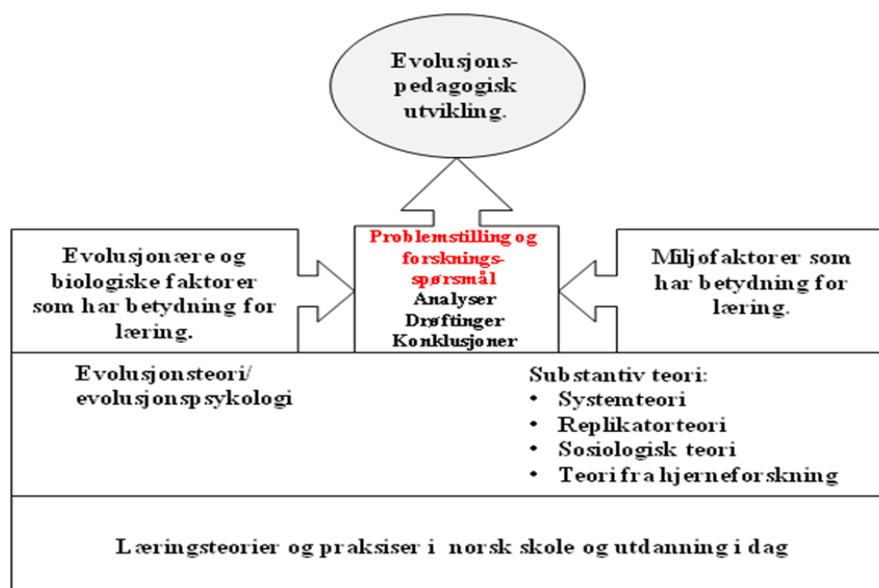 Evolusjons-
pedagogisk
utvikling.
Evolusjonære og
biologiske faktorer
som har betydning for
læring.
Problemstilling og
forsknings-
spørsmål
Analyser
Drøftinger
Konklusjoner
Miljøfaktorer som
har betydning for
læring.
Evolusjonsteori/
evolusjonspsykologi
Substantiv teori:
• Systemteori
• Replikatorteori
• Sosiologisk teori
• Teori fra hjerneforskning
Læringsteorier og praksiser i norsk skole og utdanning i dag